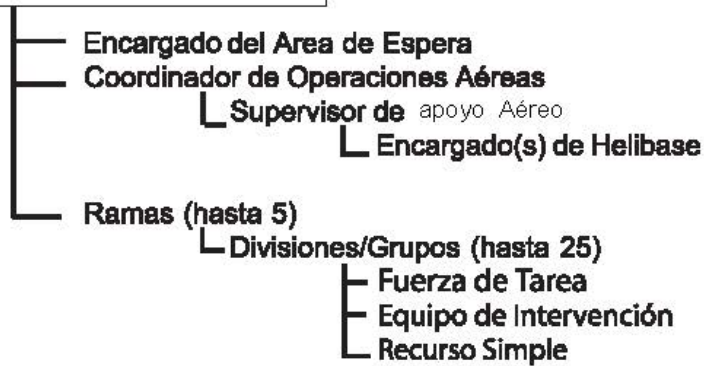 Encargado del Area de Espera
Coordinador de Operaciones Aéreas
Supervisor de apoyo Aéreo
Encargado(s) de Helibase
Ramas (hasta 5)
Divisiones/Grupos (hasta 25)
Fuerza de Tarea
Equipo de Intervención
Recurso Simple